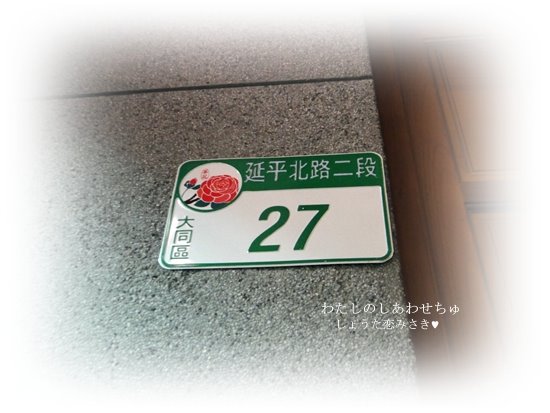 延平北路二段
大同區
27
わたしのしあわせちゅ
しょうた恋みさき♥